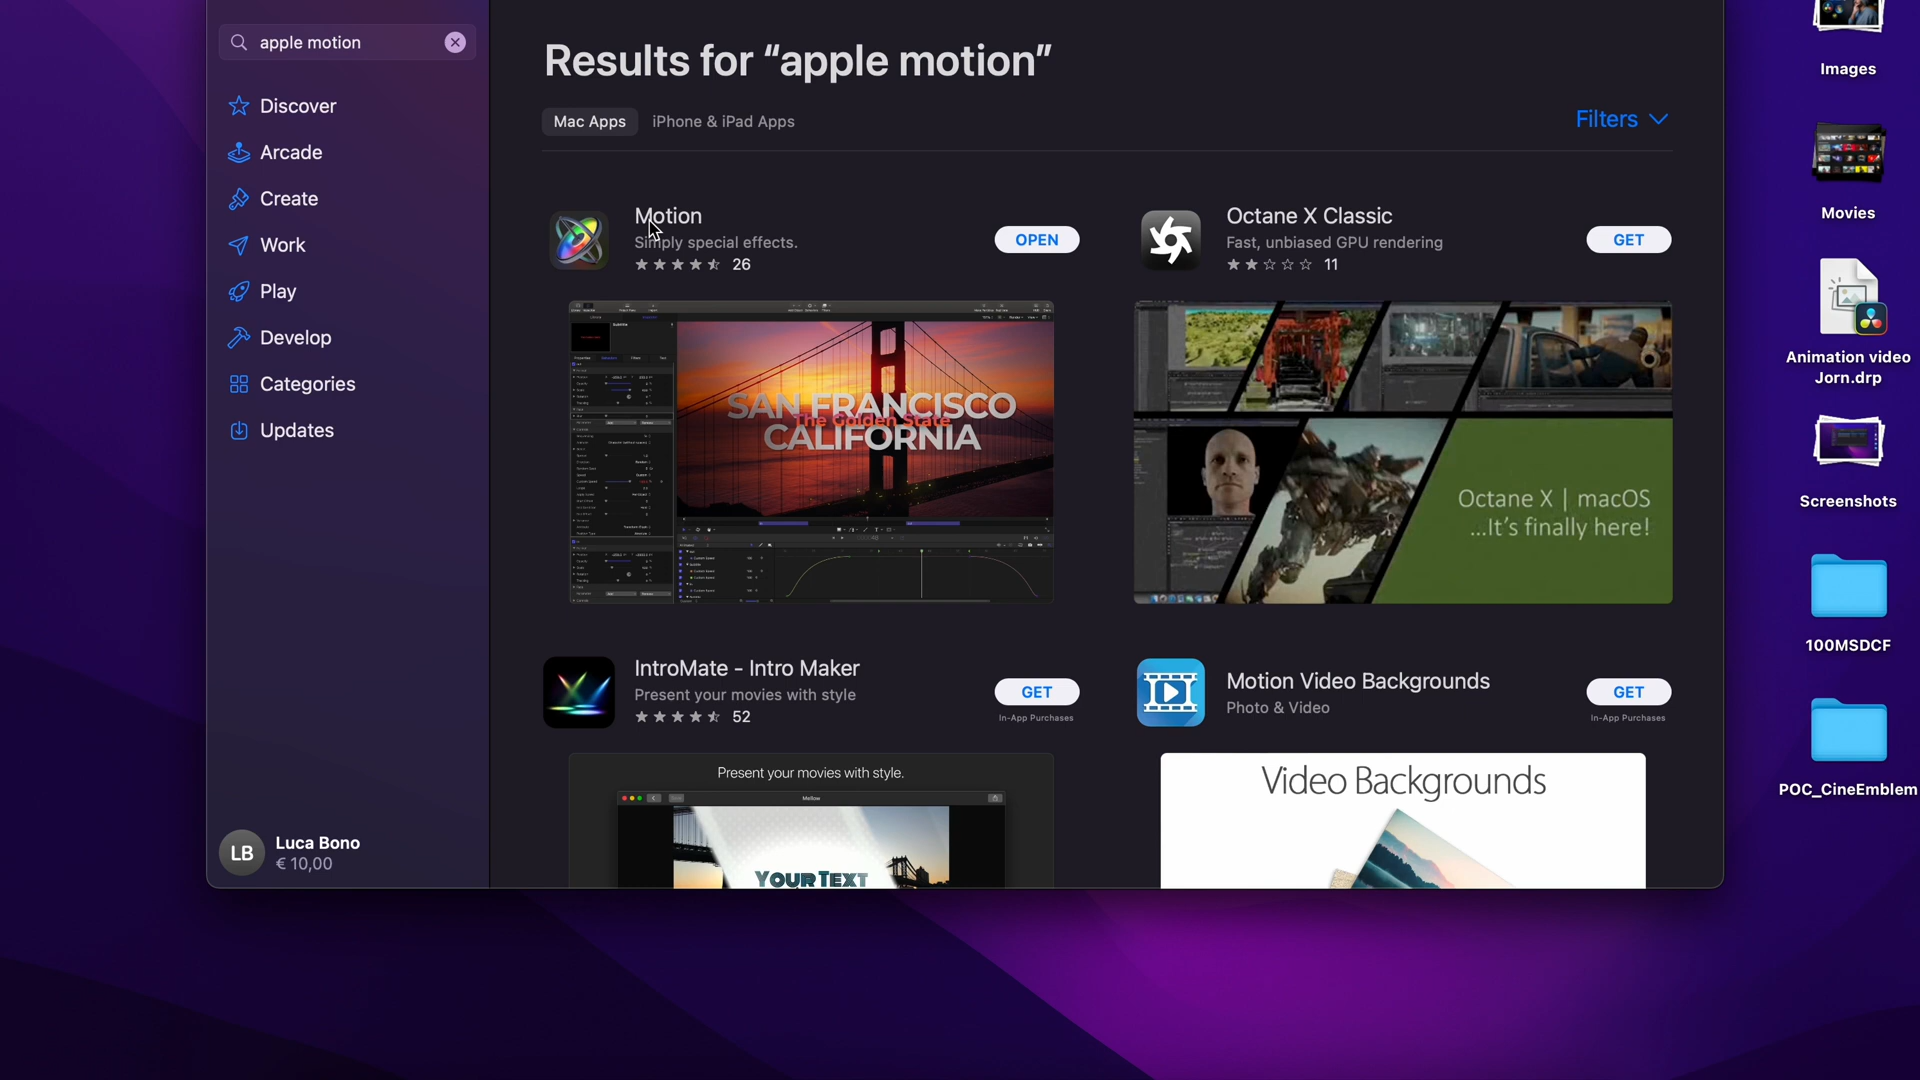 apple motion
Discover
Arcade
Create
Work
Play
Develop
Categories
Updates
LB
Luca Bono
€ 10,00
Results for “apple motion”
Mac Apps
iPhone & iPad Apps
Filters
Motion
Simply special effects.
26
OPEN
SAN FRANCISCO
The Golden State
CALIFORNIA
Octane X Classic
Fast, unbiased GPU rendering
11
GET
Octane X | macOS
...It’s finally here!
IntroMate - Intro Maker
Present your movies with style
52
GET
In-App Purchases
Present your movies with style.
Mellow
YOUR TEXT
Motion Video Backgrounds
Photo & Video
GET
In-App Purchases
Video Backgrounds
Images
Movies
Animation video
Jorn.drp
Screenshots
100MSDCF
POC_CineEmblem